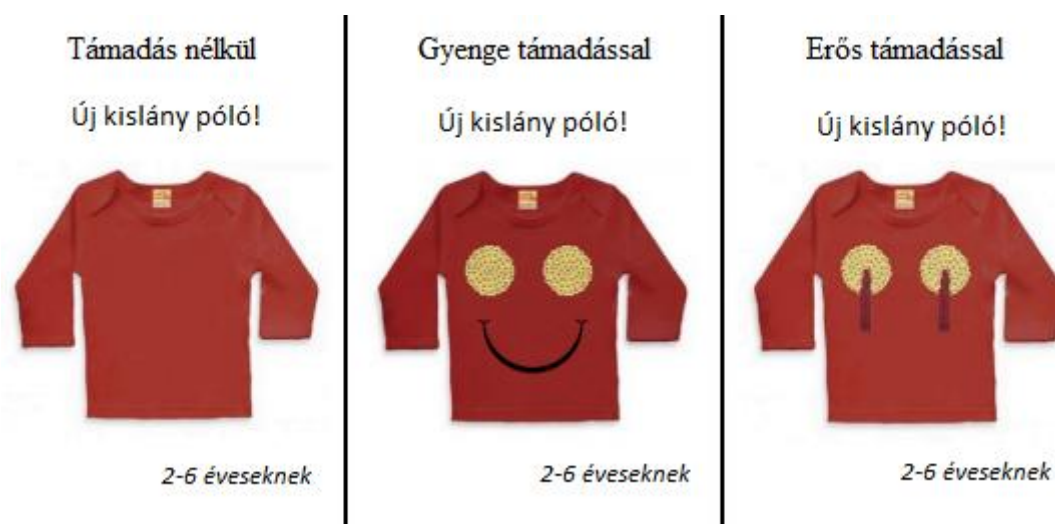 Támadás nélkül
Új kislány póló!
2-6 éveseknek
Gyenge támadással
Új kislány póló!
2-6 éveseknek
Erős támadással
Új kislány póló!
2-6 éveseknek